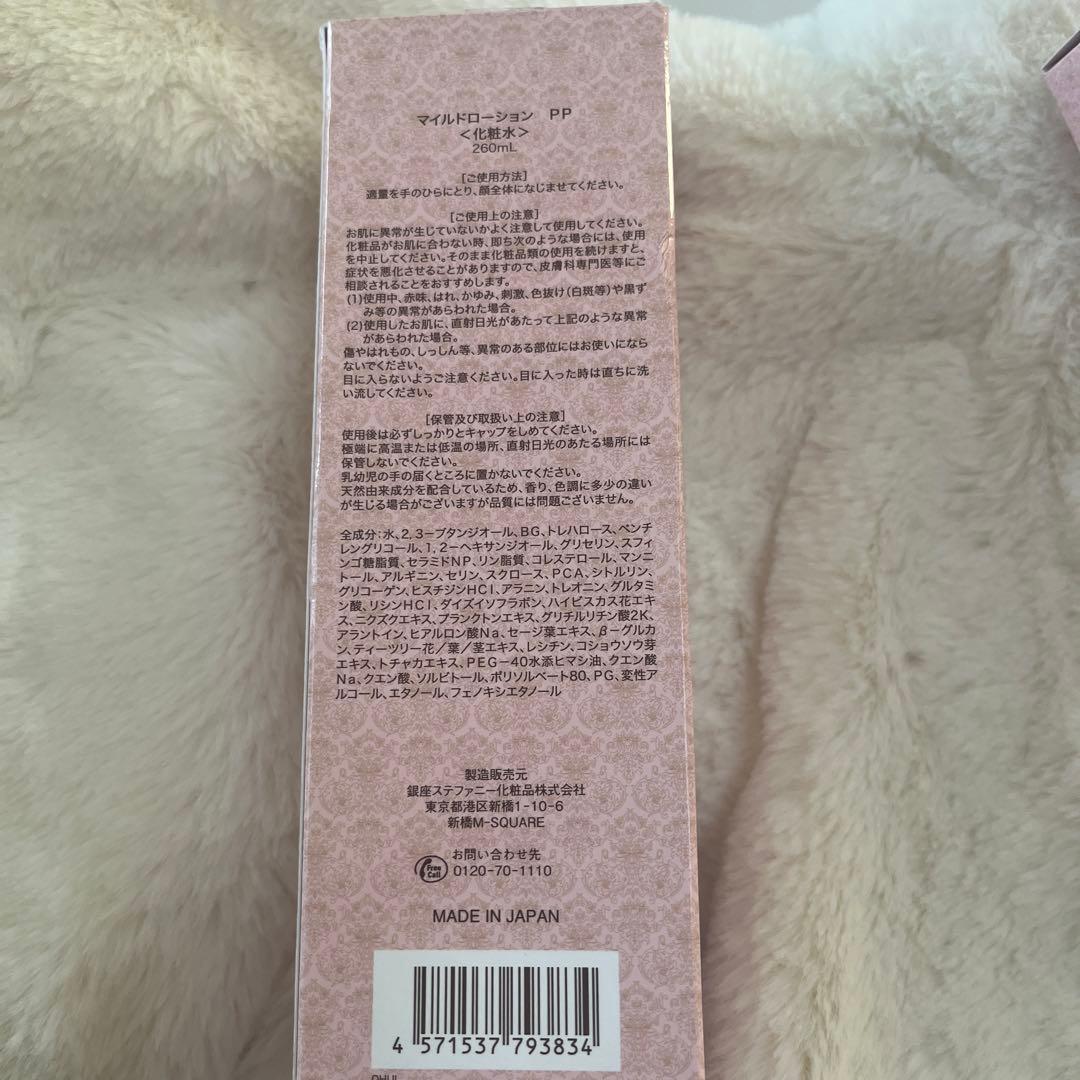 マイルドローション PP
＜化粧水＞
260mL
[ご使用方法]
適量を手のひらにとり、顔全体になじませてください。
[ご使用上の注意]
お肌に異常が生じていないかよく注意して使用してください。
化粧品がお肌に合わない時、即ち次のような場合には、使用
を中止してください。そのまま化粧品類の使用を続けますと、
症状を悪化させることがありますので、皮膚科専門医等にご
相談されることをおすすめします。
(1)使用中、赤味、はれ、かゆみ、刺激、色抜け(白斑等)や黒ず
み等の異常があらわれた場合。
(2)使用したお肌に、直射日光があたって上記のような異常
があらわれた場合。
傷やはれもの、しっしん等、異常のある部位にはお使いになら
ないでください。
目に入らないようご注意ください。目に入った時は直ちに洗
い流してください。
[保管及び取扱い上の注意]
使用後は必ずしっかりとキャップをしめてください。
極端に高温または低温の場所、直射日光のあたる場所には
保管しないでください。
乳幼児の手の届くところに置かないでください。
天然由来成分を配合しているため、香り、色調に多少の違い
が生じる場合がございますが品質には問題ございません。
全成分:水、2,3－ブタンジオール、BG、トレハロース、ペンチ
レングリコール、1,2－ヘキサンジオール、グリセリン、スフィ
ンゴ糖脂質、セラミドNP、リン脂質、コレステロール、マンニ
トール、アルギニン、セリン、スクロース、PCA、シトルリン、
グリコーゲン、ヒスチジンHCl、アラニン、トレオニン、グルタミ
ン酸、リシンHCl、ダイズイソフラボン、ハイビスカス花エキ
ス、ニクズクエキス、プランクトンエキス、グリチルリチン酸2K、
アラントイン、ヒアルロン酸Na、セージ葉エキス、β－グルカ
ン、ティーツリー花／葉／茎エキス、レシチン、コショウソウ芽
エキス、トチャカエキス、PEG－40水添ヒマシ油、クエン酸
Na、クエン酸、ソルビトール、ポリソルベート80、PG、変性ア
ルコール、エタノール、フェノキシエタノール
製造販売元
銀座ステファニー化粧品株式会社
東京都港区新橋1-10-6
新橋M-SQUARE
お問い合わせ先
Free Call 0120-70-1110
MADE IN JAPAN
4 571537 793834